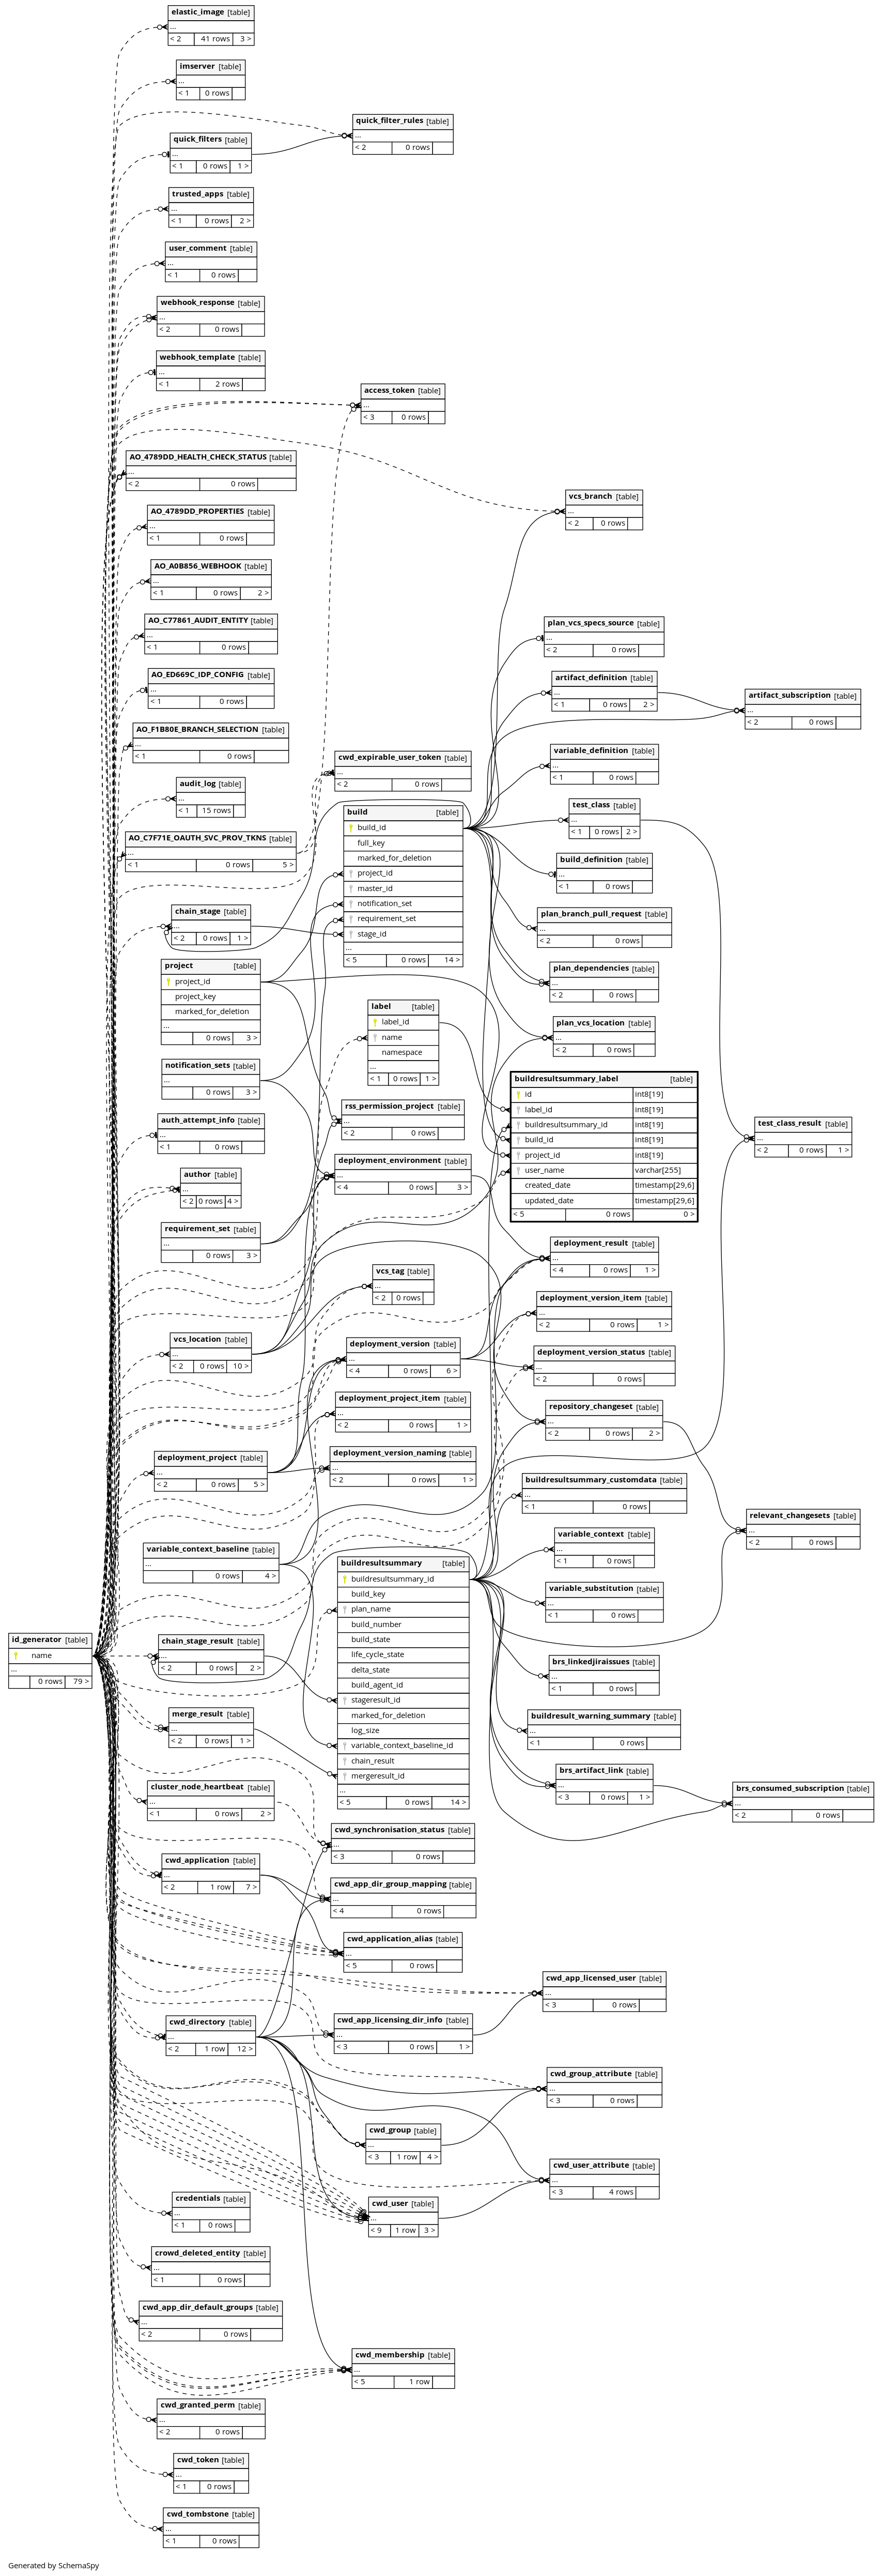 elastic_image [table]
...
< 2 41 rows 3 >
imserver [table]
...
< 1 0 rows
quick_filter_rules [table]
...
< 2 0 rows
quick_filters [table]
...
< 1 0 rows 1 >
trusted_apps [table]
...
< 1 0 rows 2 >
user_comment [table]
...
< 1 0 rows
webhook_response [table]
...
< 2 0 rows
webhook_template [table]
...
< 1 2 rows
access_token [table]
...
< 3 0 rows
AO_4789DD_HEALTH_CHECK_STATUS [table]
...
< 2 0 rows
vcs_branch [table]
...
< 2 0 rows
AO_4789DD_PROPERTIES [table]
...
< 1 0 rows
AO_A0B856_WEBHOOK [table]
...
< 1 0 rows 2 >
AO_C77861_AUDIT_ENTITY [table]
...
< 1 0 rows
plan_vcs_specs_source [table]
...
< 2 0 rows
AO_ED669C_IDP_CONFIG [table]
...
< 1 0 rows
artifact_definition [table]
...
< 1 0 rows 2 >
artifact_subscription [table]
...
< 2 0 rows
AO_F1B80E_BRANCH_SELECTION [table]
...
< 1 0 rows
variable_definition [table]
...
< 1 0 rows
cwd_expirable_user_token [table]
...
< 2 0 rows
audit_log [table]
...
< 1 15 rows
test_class [table]
...
< 1 0 rows 2 >
build [table]
build_id
full_key
marked_for_deletion
project_id
master_id
notification_set
requirement_set
stage_id
...
< 5 0 rows 14 >
AO_C7F71E_OAUTH_SVC_PROV_TKNS [table]
...
< 1 0 rows 5 >
build_definition [table]
...
< 1 0 rows
chain_stage [table]
...
< 2 0 rows 1 >
plan_branch_pull_request [table]
...
< 2 0 rows
project [table]
project_id
project_key
marked_for_deletion
...
0 rows 3 >
plan_dependencies [table]
...
< 2 0 rows
label [table]
label_id
name
namespace
...
< 1 0 rows 1 >
plan_vcs_location [table]
...
< 2 0 rows
notification_sets [table]
...
0 rows 3 >
buildresultsummary_label [table]
id int8[19]
label_id int8[19]
buildresultsummary_id int8[19]
build_id int8[19]
project_id int8[19]
user_name varchar[255]
created_date timestamp[29,6]
updated_date timestamp[29,6]
< 5 0 rows 0 >
rss_permission_project [table]
...
< 2 0 rows
auth_attempt_info [table]
...
< 1 0 rows
test_class_result [table]
...
< 2 0 rows 1 >
deployment_environment [table]
...
< 4 0 rows 3 >
author [table]
...
< 2 0 rows 4 >
requirement_set [table]
...
0 rows 3 >
deployment_result [table]
...
< 4 0 rows 1 >
vcs_tag [table]
...
< 2 0 rows
deployment_version_item [table]
...
< 2 0 rows 1 >
vcs_location [table]
...
< 2 0 rows 10 >
deployment_version [table]
...
< 4 0 rows 6 >
deployment_version_status [table]
...
< 2 0 rows
deployment_project_item [table]
...
< 2 0 rows 1 >
repository_changeset [table]
...
< 2 0 rows 2 >
deployment_project [table]
...
< 2 0 rows 5 >
deployment_version_naming [table]
...
< 2 0 rows 1 >
buildresultsummary_customdata [table]
...
< 1 0 rows
relevant_changesets [table]
...
< 2 0 rows
variable_context_baseline [table]
...
0 rows 4 >
variable_context [table]
...
< 1 0 rows
buildresultsummary [table]
buildresultsummary_id
build_key
plan_name
build_number
build_state
life_cycle_state
delta_state
build_agent_id
stageresult_id
marked_for_deletion
log_size
variable_context_baseline_id
chain_result
mergeresult_id
...
< 5 0 rows 14 >
variable_substitution [table]
...
< 1 0 rows
id_generator [table]
name
...
0 rows 79 >
chain_stage_result [table]
...
< 2 0 rows 2 >
brs_linkedjiraissues [table]
...
< 1 0 rows
merge_result [table]
...
< 2 0 rows 1 >
buildresult_warning_summary [table]
...
< 1 0 rows
brs_artifact_link [table]
...
< 3 0 rows 1 >
cluster_node_heartbeat [table]
...
< 1 0 rows 2 >
brs_consumed_subscription [table]
...
< 2 0 rows
cwd_synchronisation_status [table]
...
< 3 0 rows
cwd_application [table]
...
< 2 1 row 7 >
cwd_app_dir_group_mapping [table]
...
< 4 0 rows
cwd_application_alias [table]
...
< 5 0 rows
cwd_app_licensed_user [table]
...
< 3 0 rows
cwd_directory [table]
...
< 2 1 row 12 >
cwd_app_licensing_dir_info [table]
...
< 3 0 rows 1 >
cwd_group_attribute [table]
...
< 3 0 rows
cwd_group [table]
...
< 3 1 row 4 >
cwd_user_attribute [table]
...
< 3 4 rows
credentials [table]
...
< 1 0 rows
cwd_user [table]
...
< 9 1 row 3 >
crowd_deleted_entity [table]
...
< 1 0 rows
cwd_app_dir_default_groups [table]
...
< 2 0 rows
cwd_membership [table]
...
< 5 1 row
cwd_granted_perm [table]
...
< 2 0 rows
cwd_token [table]
...
< 1 0 rows
cwd_tombstone [table]
...
< 1 0 rows
Generated by SchemaSpy